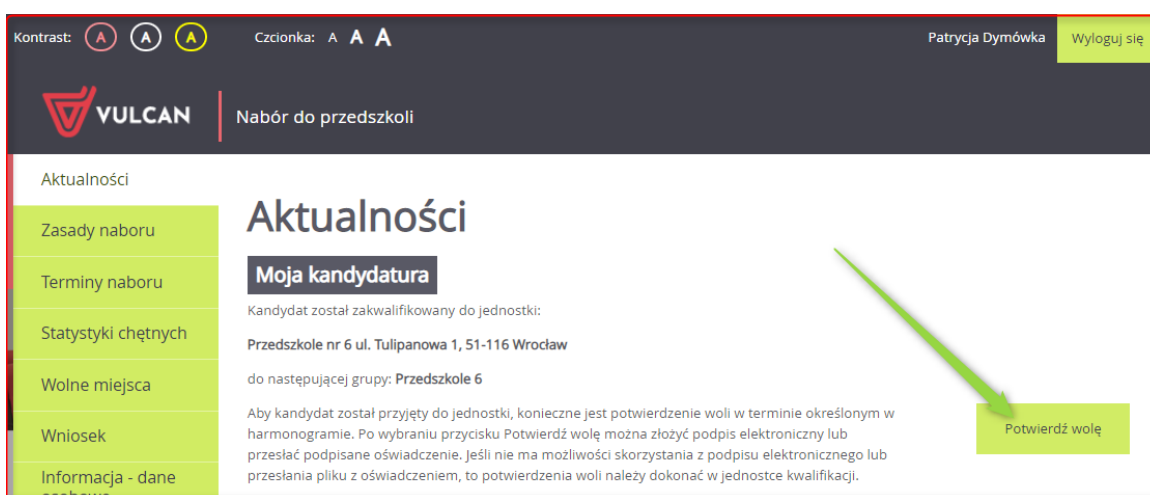 Kontrast: A A A Czcionka: A A A Patrycja Dymówka Wyloguj się
VULCAN Nabór do przedszkoli
Aktualności
Zasady naboru
Terminy naboru
Statystyki chętnych
Wolne miejsca
Wniosek
Informacja - dane
Aktualności
Moja kandydatura
Kandydat został zakwalifikowany do jednostki:
Przedszkole nr 6 ul. Tulipanowa 1, 51-116 Wrocław
do następującej grupy: Przedszkole 6
Aby kandydat został przyjęty do jednostki, konieczne jest potwierdzenie woli w terminie określonym w
harmonogramie. Po wybraniu przycisku Potwierdź wolę można złożyć podpis elektroniczny lub
przesłać podpisane oświadczenie. Jeśli nie ma możliwości skorzystania z podpisu elektronicznego lub
przesłania pliku z oświadczeniem, to potwierdzenia woli należy dokonać w jednostce kwalifikacji.
Potwierdź wolę